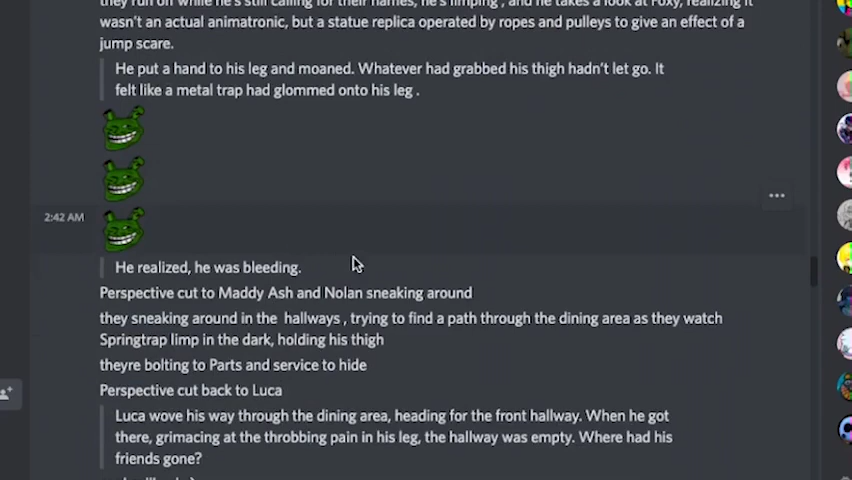 they run off while he's still calling for their names, he's limping , and he takes a look at Foxy, realizing it
wasn't an actual animatronic, but a statue replica operated by ropes and pulleys to give an effect of a
jump scare.
He put a hand to his leg and moaned. Whatever had grabbed his thigh hadn't let go. It
felt like a metal trap had glommed onto his leg .
2:42 AM
He realized, he was bleeding.
Perspective cut to Maddy Ash and Nolan sneaking around
they sneaking around in the hallways , trying to find a path through the dining area as they watch
Springtrap limp in the dark, holding his thigh
theyre bolting to Parts and service to hide
Perspective cut back to Luca
Luca wove his way through the dining area, heading for the front hallway. When he got
there, grimacing at the throbbing pain in his leg, the hallway was empty. Where had his
friends gone?